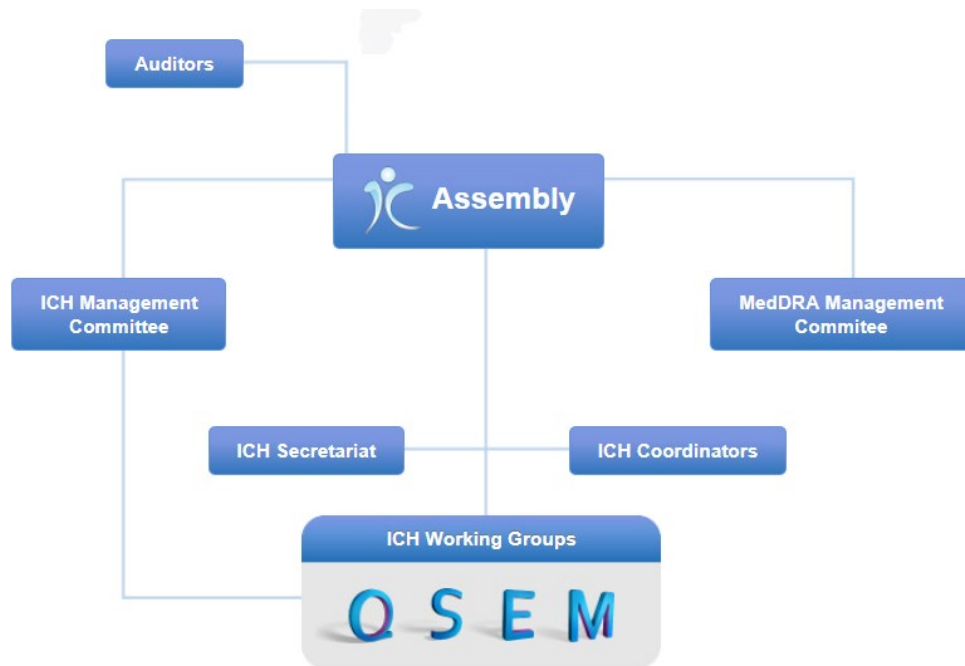 Auditors
Assembly
ICH Management
Committee
MedDRA Management
Commitee
ICH Secretariat
ICH Coordinators
ICH Working Groups
Q S E M